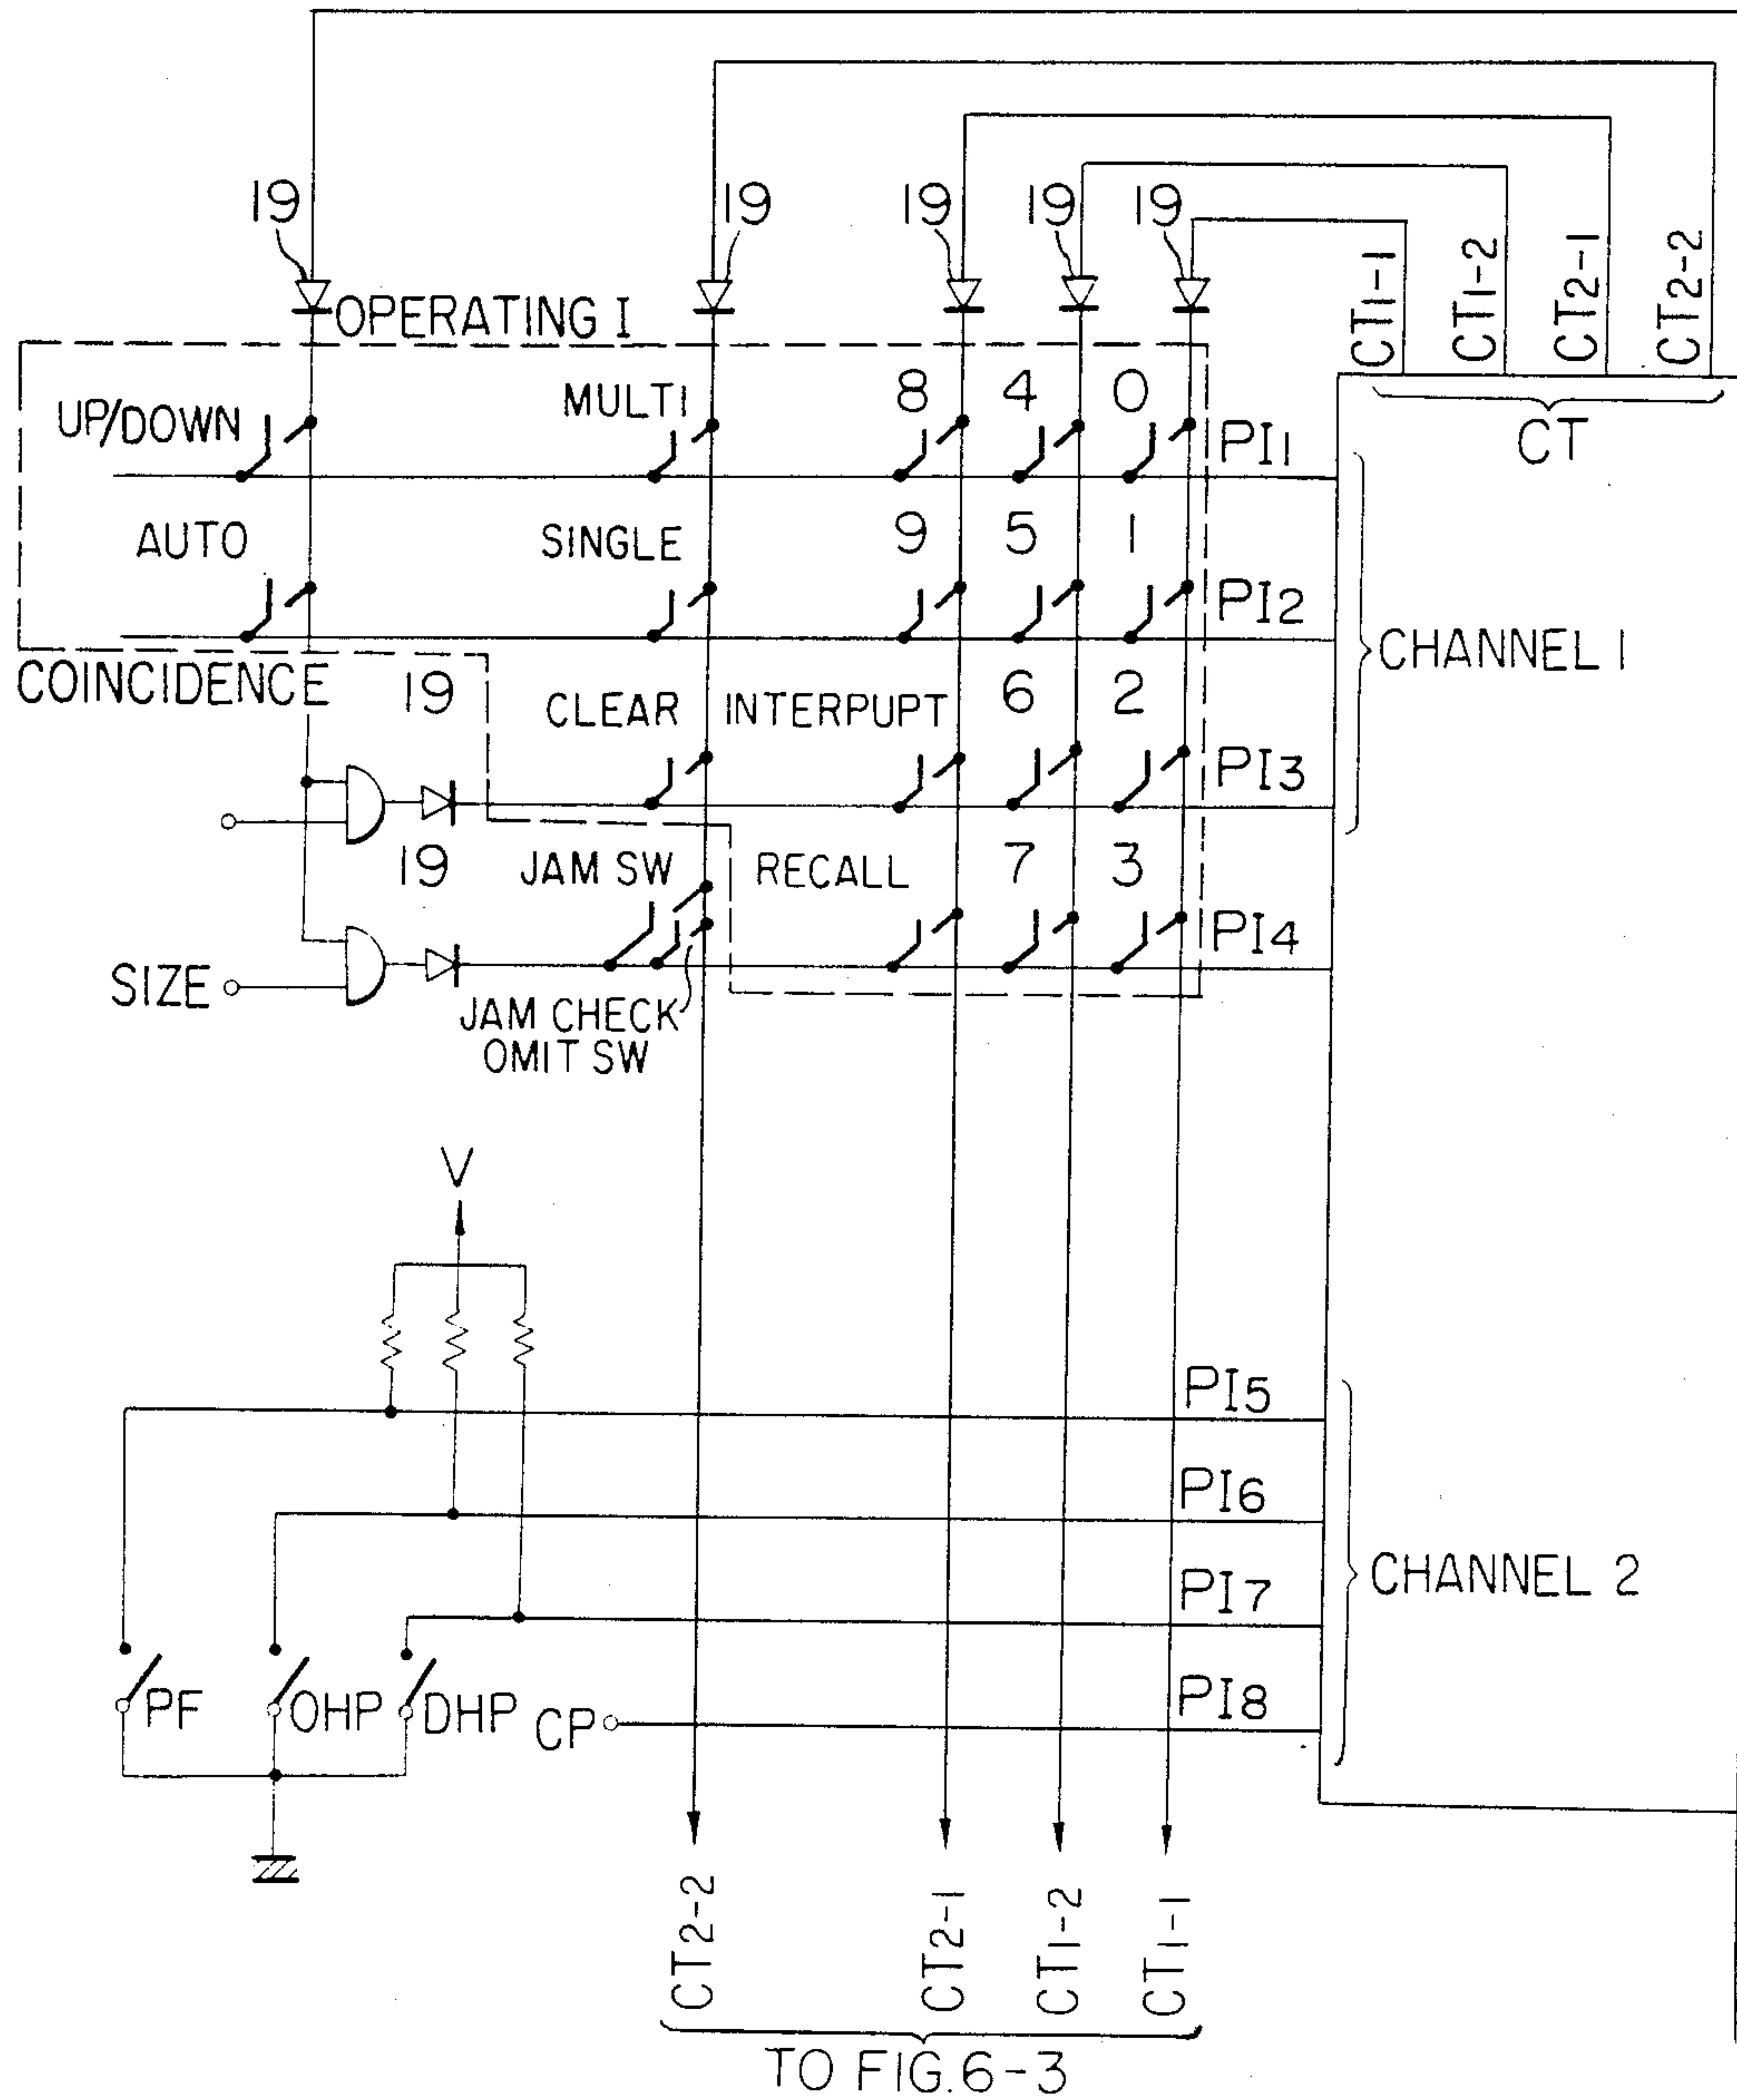 19 19 19 19 19
CT1-1
CT1-2
CT2-1
CT2-2
OPERATING I
CT
UP/DOWN MULTI 8 4 0 PI1
AUTO SINGLE 9 5 1 PI2
CHANNEL 1
COINCIDENCE 19 CLEAR INTERPUPT 6 2 PI3
19 JAM SW RECALL 7 3 PI4
SIZE
JAM CHECK
OMIT SW
V
PI5
PI6
PI7
PI8
CHANNEL 2
PF OHP DHP CP
CT2-2
CT2-1
CT1-2
CT1-1
TO FIG.6-3